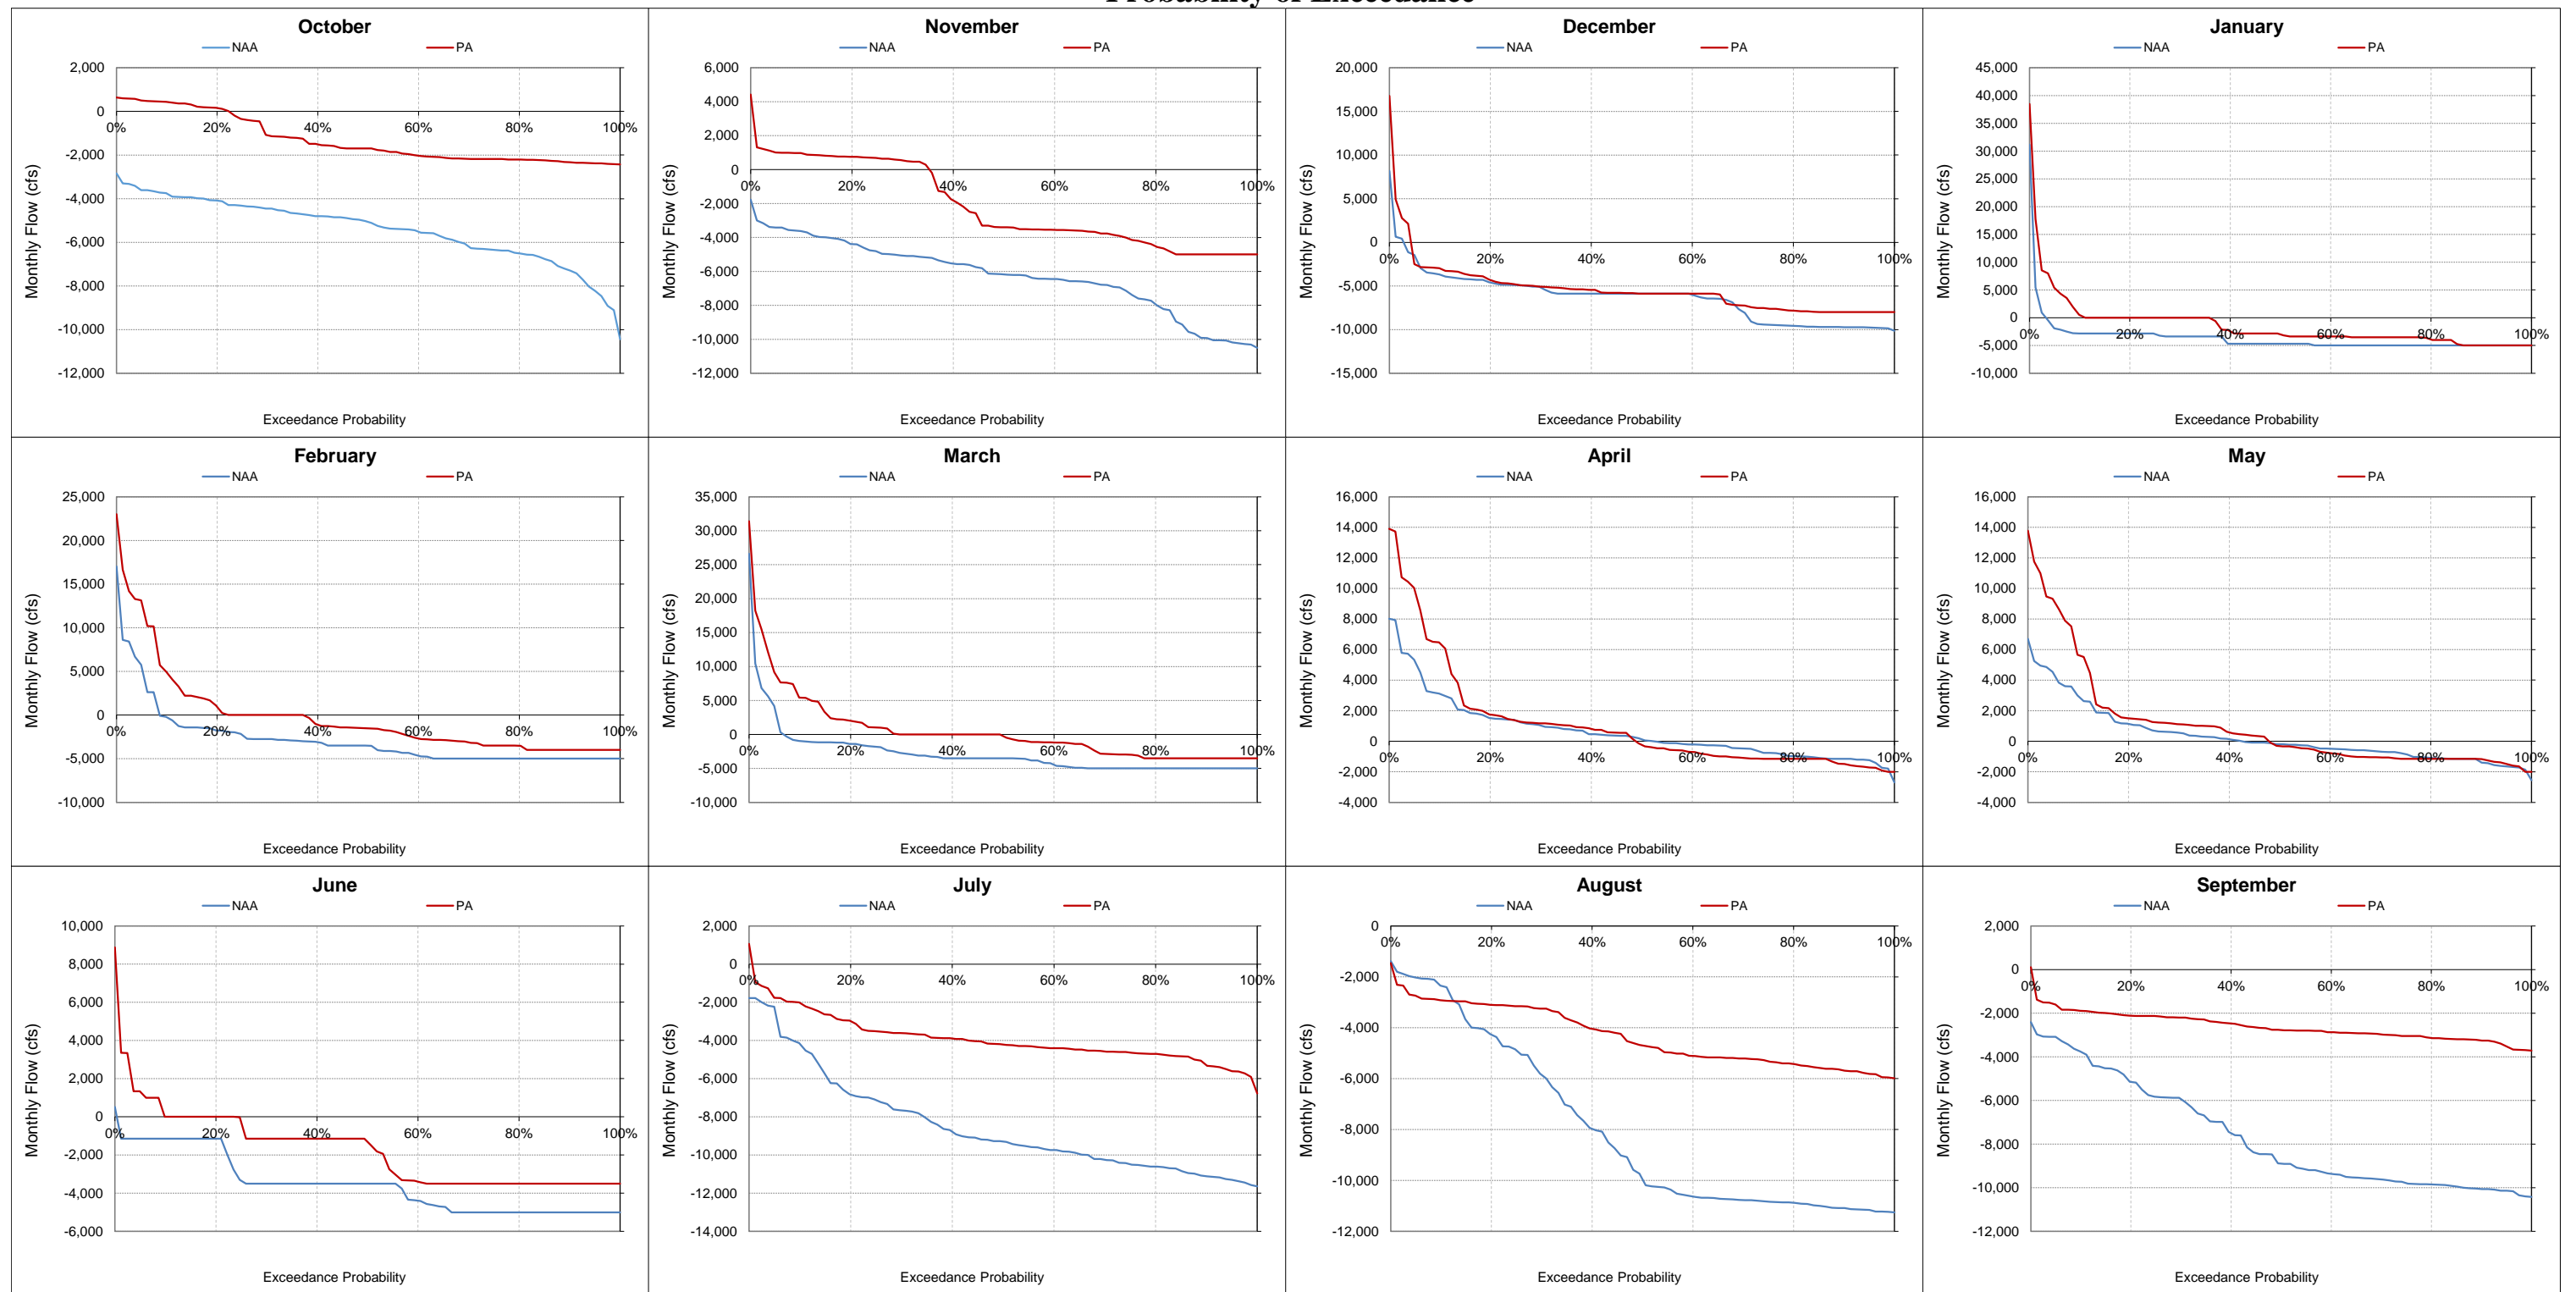 Probability of Exceedance
October
NAA PA
2,000
0
-2,000
-4,000
-6,000
-8,000
-10,000
-12,000
0% 20% 40% 60% 80% 100%
Monthly Flow (cfs)
Exceedance Probability
November
NAA PA
6,000
4,000
2,000
0
-2,000
-4,000
-6,000
-8,000
-10,000
-12,000
0% 20% 40% 60% 80% 100%
Monthly Flow (cfs)
Exceedance Probability
December
NAA PA
20,000
15,000
10,000
5,000
0
-5,000
-10,000
-15,000
0% 20% 40% 60% 80% 100%
Monthly Flow (cfs)
Exceedance Probability
January
NAA PA
45,000
40,000
35,000
30,000
25,000
20,000
15,000
10,000
5,000
0
-5,000
-10,000
0% 20% 40% 60% 80% 100%
Monthly Flow (cfs)
Exceedance Probability
February
NAA PA
25,000
20,000
15,000
10,000
5,000
0
-5,000
-10,000
0% 20% 40% 60% 80% 100%
Monthly Flow (cfs)
Exceedance Probability
March
NAA PA
35,000
30,000
25,000
20,000
15,000
10,000
5,000
0
-5,000
-10,000
0% 20% 40% 60% 80% 100%
Monthly Flow (cfs)
Exceedance Probability
April
NAA PA
16,000
14,000
12,000
10,000
8,000
6,000
4,000
2,000
0
-2,000
-4,000
0% 20% 40% 60% 80% 100%
Monthly Flow (cfs)
Exceedance Probability
May
NAA PA
16,000
14,000
12,000
10,000
8,000
6,000
4,000
2,000
0
-2,000
-4,000
0% 20% 40% 60% 80% 100%
Monthly Flow (cfs)
Exceedance Probability
June
NAA PA
10,000
8,000
6,000
4,000
2,000
0
-2,000
-4,000
-6,000
0% 20% 40% 60% 80% 100%
Monthly Flow (cfs)
Exceedance Probability
July
NAA PA
2,000
0
-2,000
-4,000
-6,000
-8,000
-10,000
-12,000
-14,000
0% 20% 40% 60% 80% 100%
Monthly Flow (cfs)
Exceedance Probability
August
NAA PA
0
-2,000
-4,000
-6,000
-8,000
-10,000
-12,000
0% 20% 40% 60% 80% 100%
Monthly Flow (cfs)
Exceedance Probability
September
NAA PA
2,000
0
-2,000
-4,000
-6,000
-8,000
-10,000
-12,000
0% 20% 40% 60% 80% 100%
Monthly Flow (cfs)
Exceedance Probability